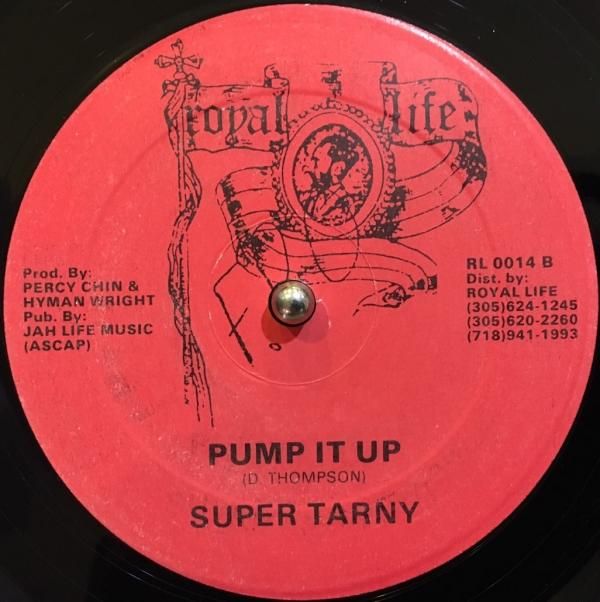 royal life
Prod. By:
PERCY CHIN &
HYMAN WRIGHT
Pub. By:
JAH LIFE MUSIC
(ASCAP)
RL 0014 B
Dist. by:
ROYAL LIFE
(305)624-1245
(305)620-2260
(718)941-1993
PUMP IT UP
(D. THOMPSON)
SUPER TARNY